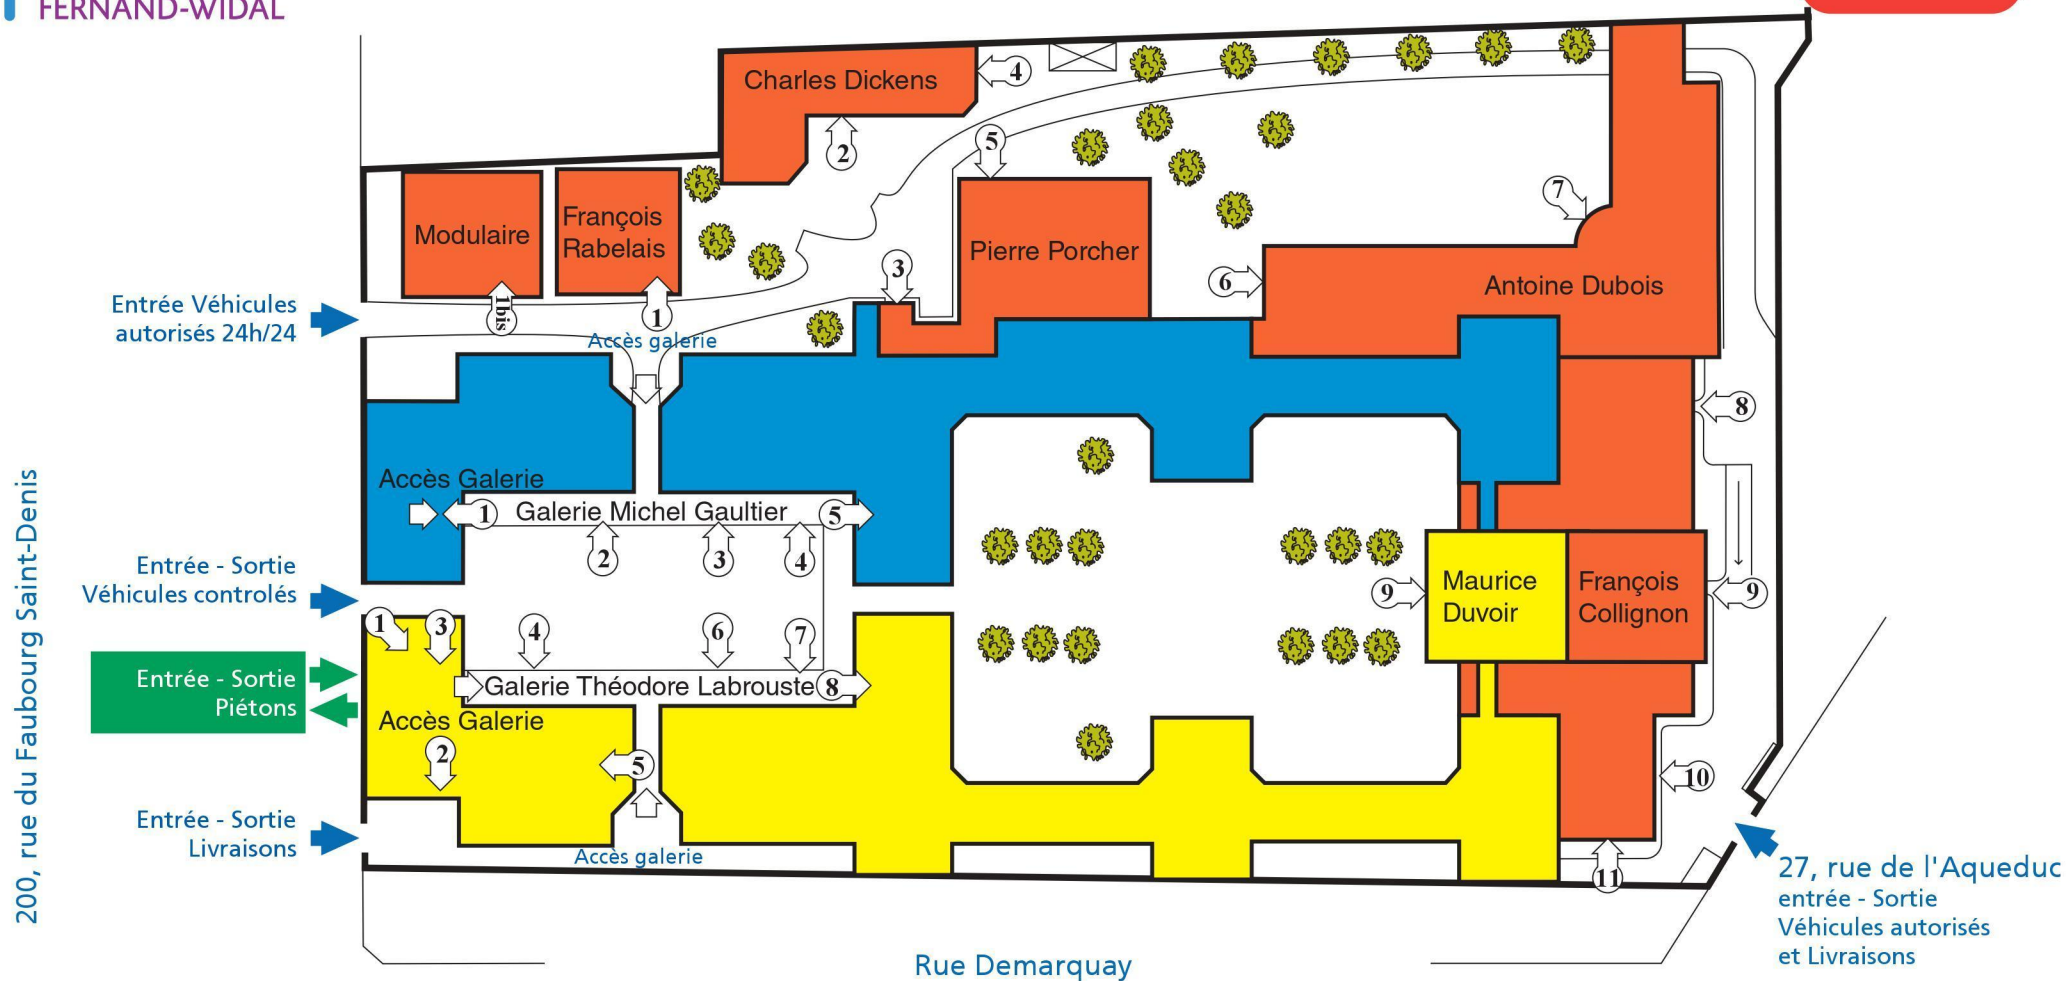 FERNAND-WIDAL
Charles Dickens
4
2
5
Modulaire
François
Rabelais
1bis
1
Accès galerie
3
Pierre Porcher
7
6
Antoine Dubois
Entrée Véhicules
autorisés 24h/24
8
Accès Galerie
1
Galerie Michel Gaultier
5
2
3
4
200, rue du Faubourg Saint-Denis
Entrée - Sortie
Véhicules controlés
9
Maurice
Duvoir
François
Collignon
9
1
3
4
6
7
Entrée - Sortie
Piétons
Galerie Théodore Labrouste
8
Accès Galerie
2
5
10
Entrée - Sortie
Livraisons
Accès galerie
11
27, rue de l'Aqueduc
entrée - Sortie
Véhicules autorisés
et Livraisons
Rue Demarquay